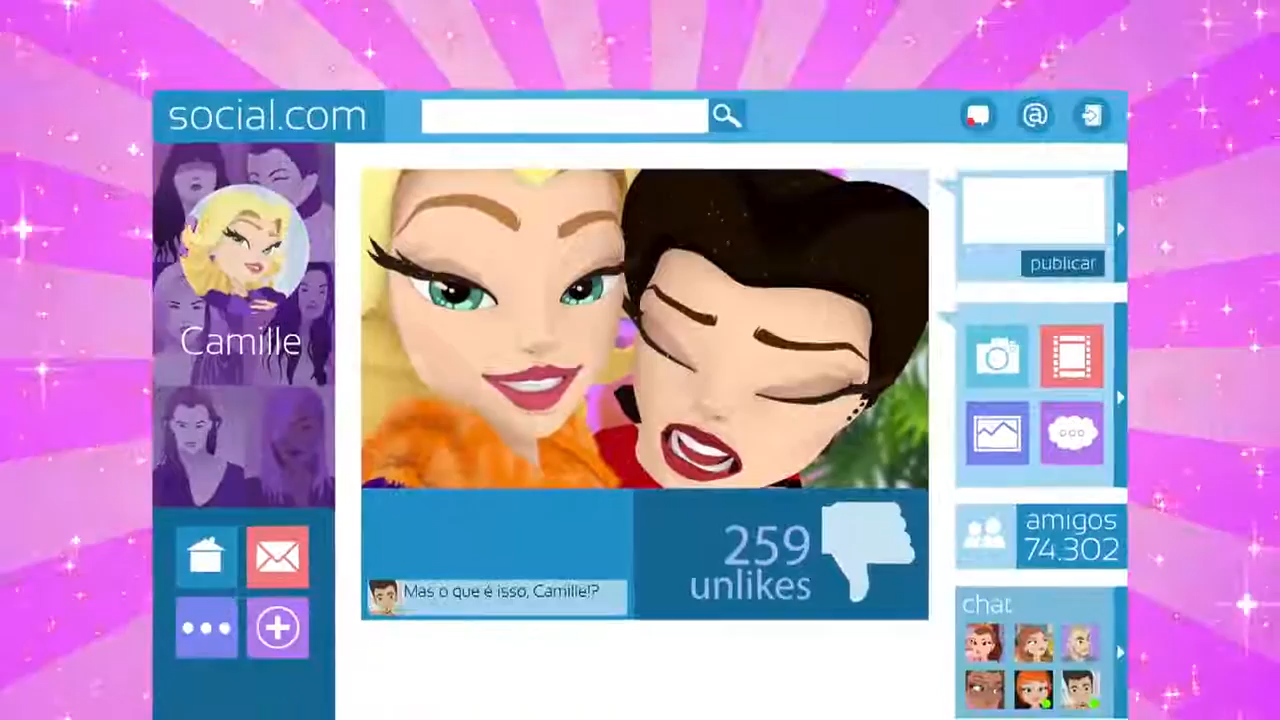 social.com
@
publicar
Camille
259
unlikes
Mas o que é isso, Camille!?
amigos
74.302
chat